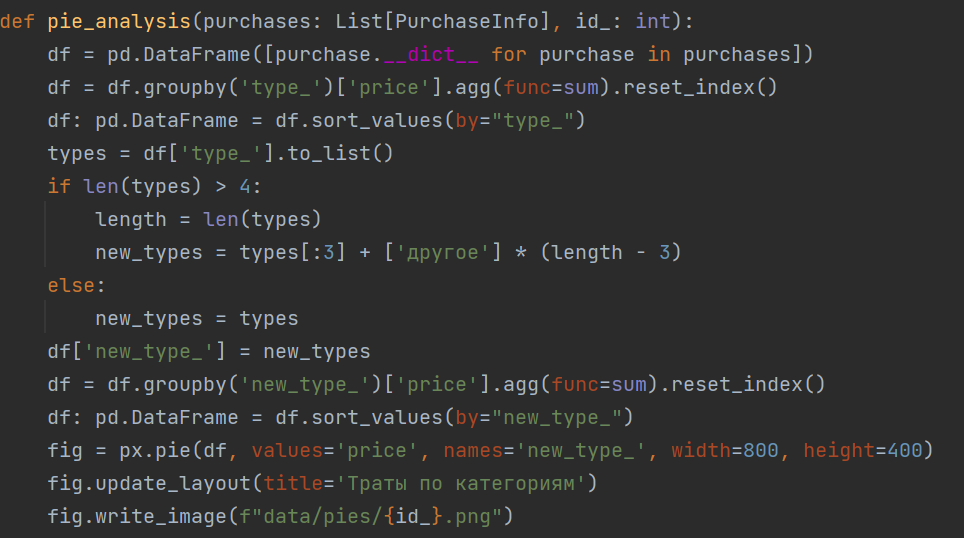 def pie_analysis(purchases: List[PurchaseInfo], id_: int):
    df = pd.DataFrame([purchase.__dict__ for purchase in purchases])
    df = df.groupby('type_')['price'].agg(func=sum).reset_index()
    df: pd.DataFrame = df.sort_values(by="type_")
    types = df['type_'].to_list()
    if len(types) > 4:
        length = len(types)
        new_types = types[:3] + ['другое'] * (length - 3)
    else:
        new_types = types
    df['new_type_'] = new_types
    df = df.groupby('new_type_')['price'].agg(func=sum).reset_index()
    df: pd.DataFrame = df.sort_values(by="new_type_")
    fig = px.pie(df, values='price', names='new_type_', width=800, height=400)
    fig.update_layout(title='Траты по категориям')
    fig.write_image(f"data/pies/{id_}.png")